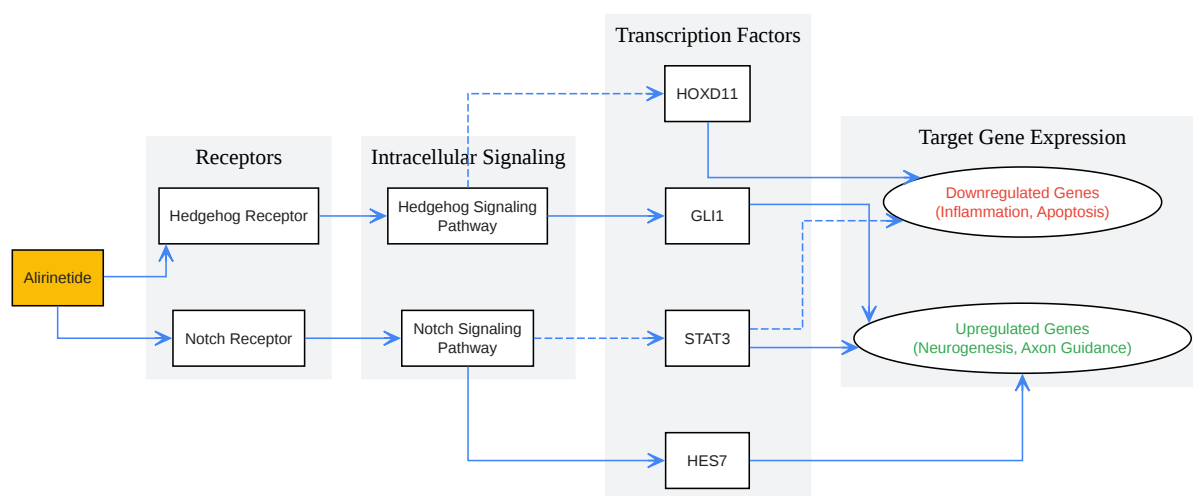 Transcription Factors
HOXD11
Target Gene Expression
Receptors
Intracellular Signaling
Hedgehog Receptor
Hedgehog Signaling
Pathway
GLI1
Downregulated Genes
(Inflammation, Apoptosis)
Alirinetide
Notch Receptor
Notch Signaling
Pathway
STAT3
Upregulated Genes
(Neurogenesis, Axon Guidance)
HES7